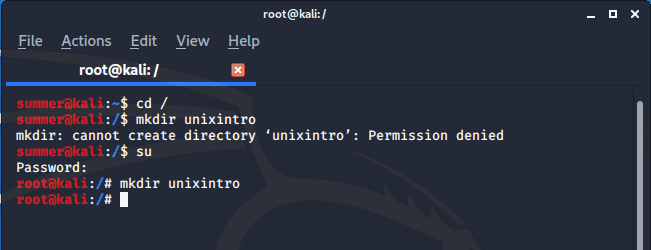 root@kali: /
File Actions Edit View Help
root@kali: /
summer@kali:~$ cd /
summer@kali:/$ mkdir unixintro
mkdir: cannot create directory ‘unixintro’: Permission denied
summer@kali:/$ su
Password:
root@kali:/# mkdir unixintro
root@kali:/#